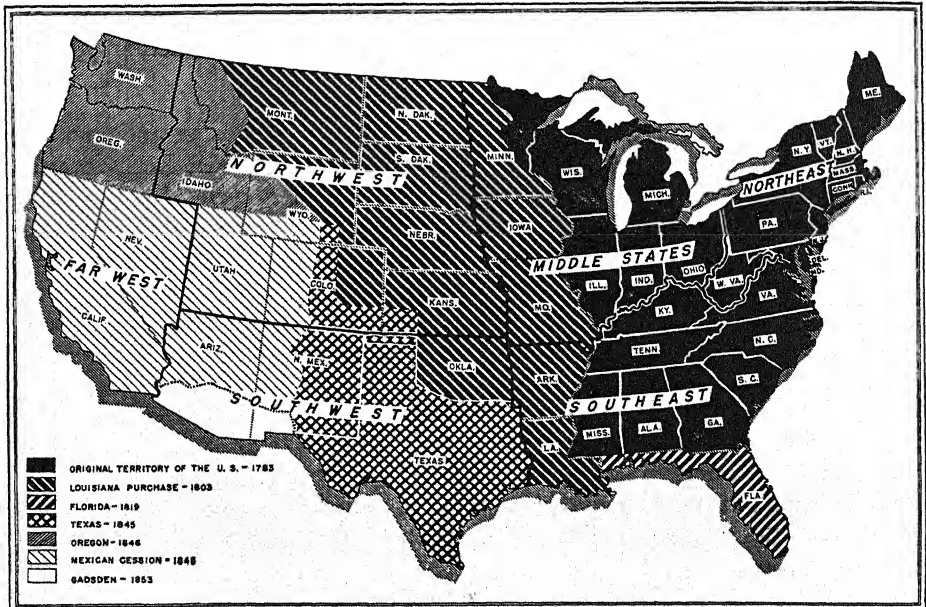 WASH.
MONT.
N. DAK.
ME.
OREG.
MINN.
N.Y.
VT.
N. H.
S. DAK.
WIS.
MASS.
NORTHWEST
NORTHEAST
CONN.
R.I.
IDAHO
MICH.
WYO.
IOWA
PA.
NEBR.
NEV.
MIDDLE STATES
N.J.
DEL.
MD.
FAR WEST
UTAH
OHIO
COLO.
ILL.
IND.
W. VA.
KANS.
MO.
VA.
CALIF.
KY.
N. C.
ARIZ.
N. MEX.
OKLA.
TENN.
ARK.
S. C.
SOUTHWEST
SOUTHEAST
MISS.
ALA.
GA.
TEXAS
LA.
FLA.
ORIGINAL TERRITORY OF THE U. S. - 1783
LOUISIANA PURCHASE - 1803
FLORIDA - 1819
TEXAS - 1845
OREGON - 1846
MEXICAN CESSION - 1848
GADSDEN - 1853